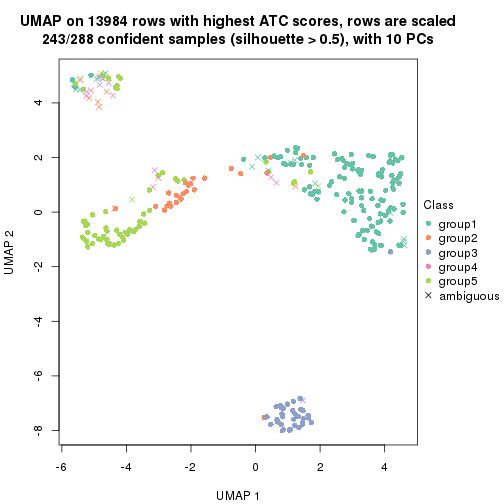 UMAP on 13984 rows with highest ATC scores, rows are scaled
243/288 confident samples (silhouette > 0.5), with 10 PCs
4
2
0
-2
-4
-6
-8
UMAP 2
-6
-4
-2
0
2
4
UMAP 1
Class
group1
group2
group3
group4
group5
ambiguous